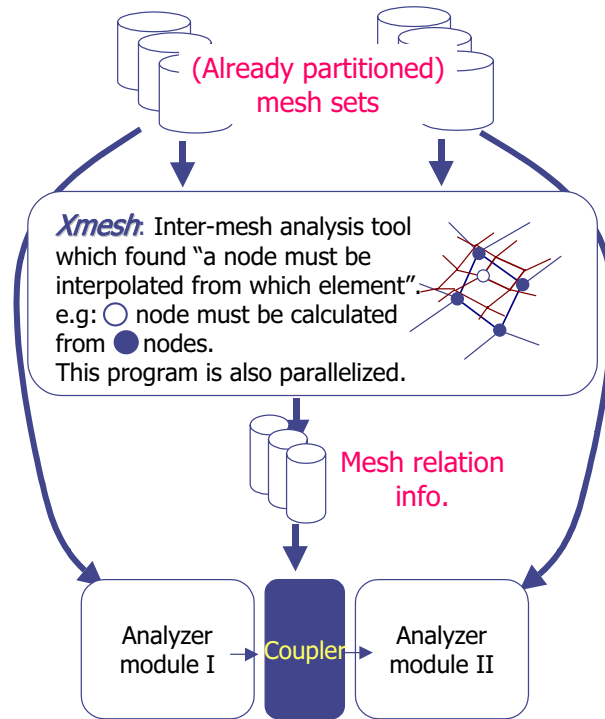 (Already partitioned)
mesh sets
Xmesh: Inter-mesh analysis tool
which found “a node must be
interpolated from which element”.
e.g: node must be calculated
from nodes.
This program is also parallelized.
Mesh relation
info.
Analyzer
module I
Coupler
Analyzer
module II